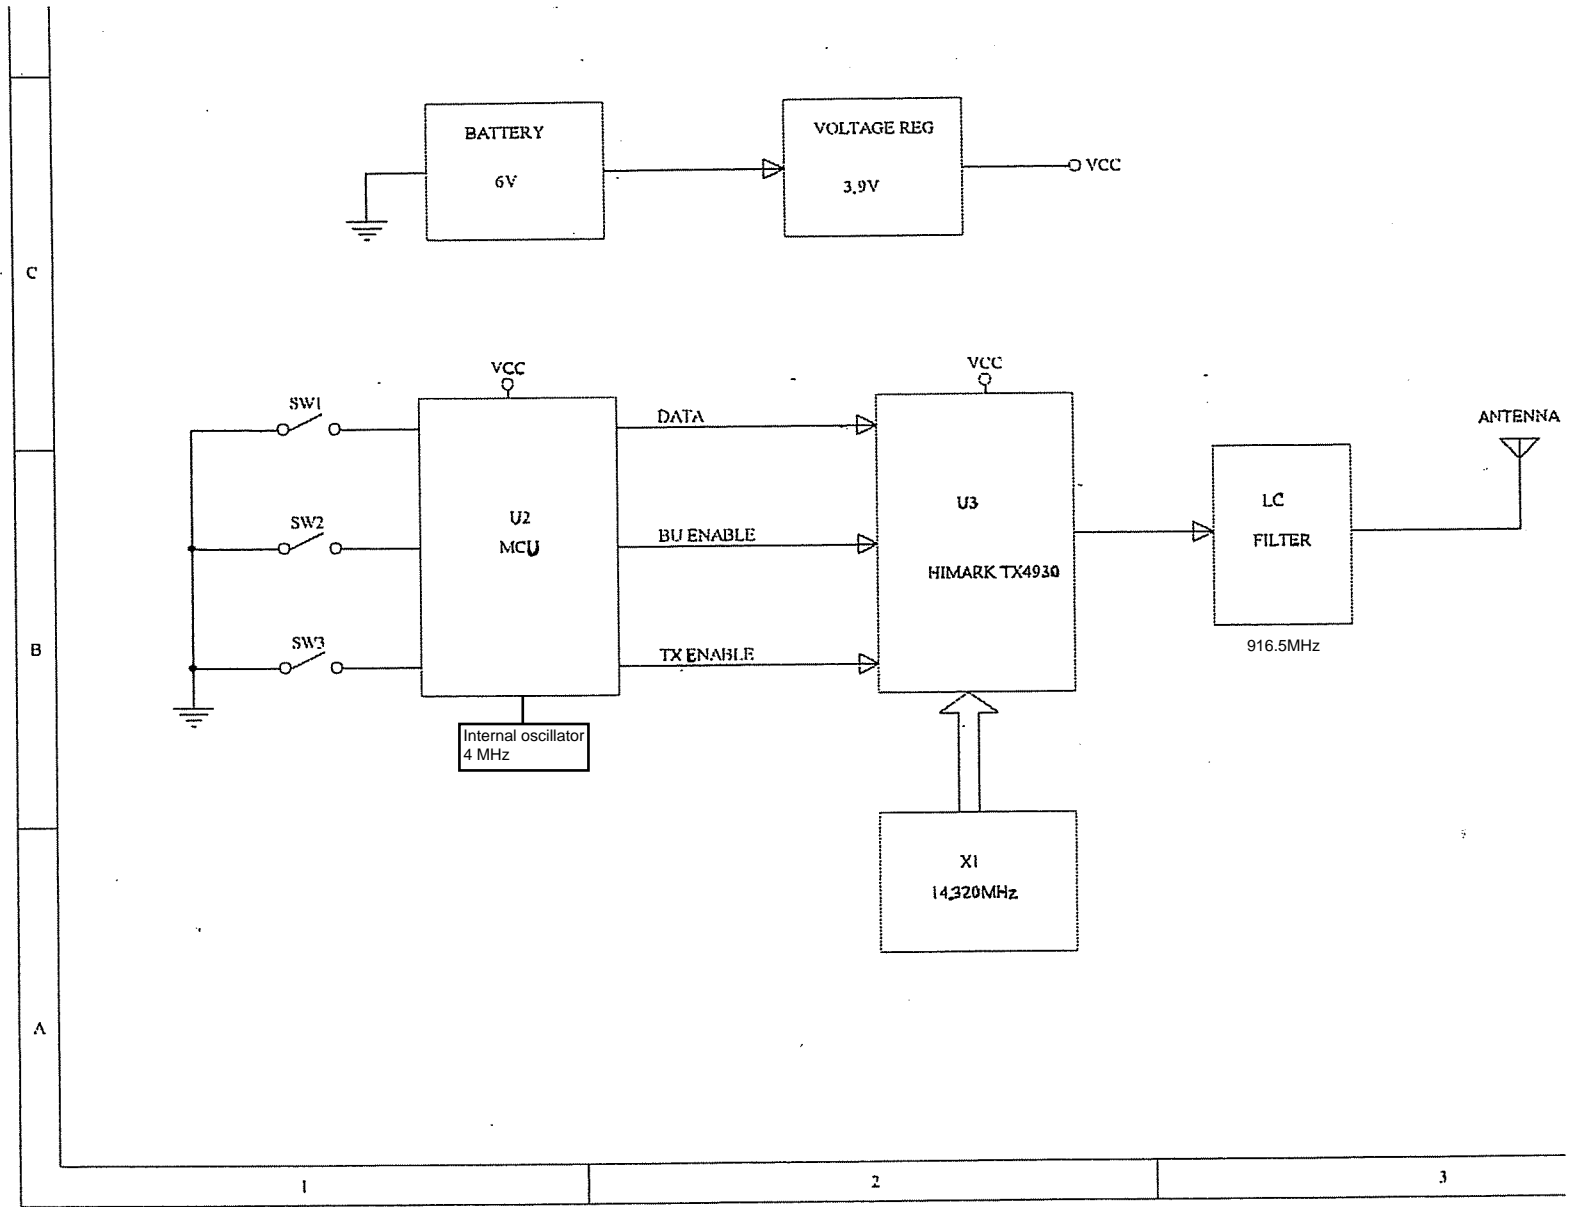 BATTERY
6V
VOLTAGE REG
3.9V
VCC
C
VCC
VCC
SW1
DATA
ANTENNA
SW2
U2
MCU
BU ENABLE
U3
HIMARK TX4930
LC
FILTER
916.5MHz
B
SW3
TX ENABLE
Internal oscillator
4 MHz
X1
14.320MHz
A
1
2
3